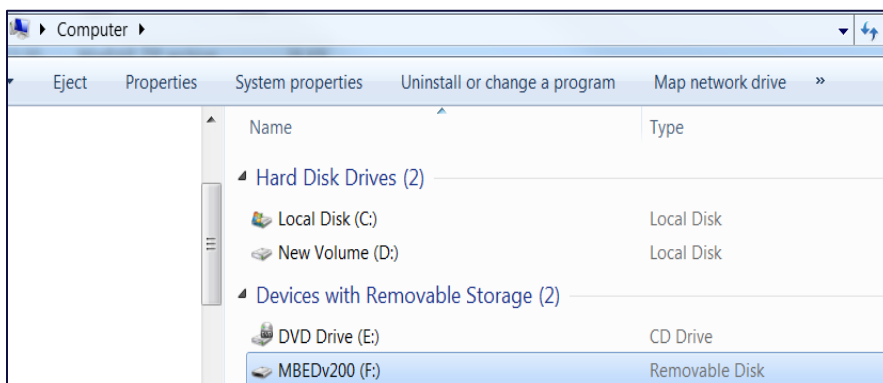 Computer
Eject Properties System properties Uninstall or change a program Map network drive »
Name Type
Hard Disk Drives (2)
Local Disk (C:) Local Disk
New Volume (D:) Local Disk
Devices with Removable Storage (2)
DVD Drive (E:) CD Drive
MBEDv200 (F:) Removable Disk